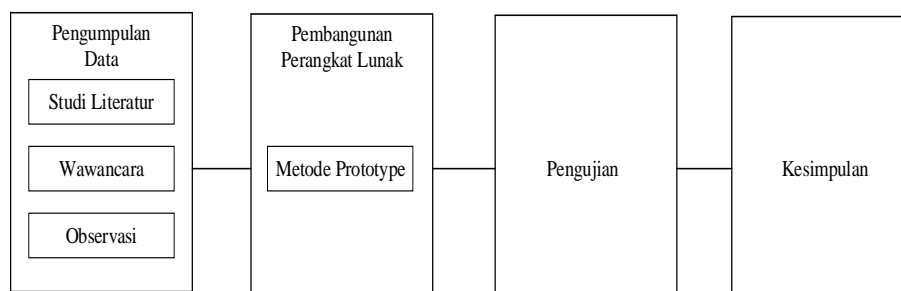 Pengumpulan
Data
Studi Literatur
Wawancara
Observasi
Pembangunan
Perangkat Lunak
Metode Prototype
Pengujian
Kesimpulan